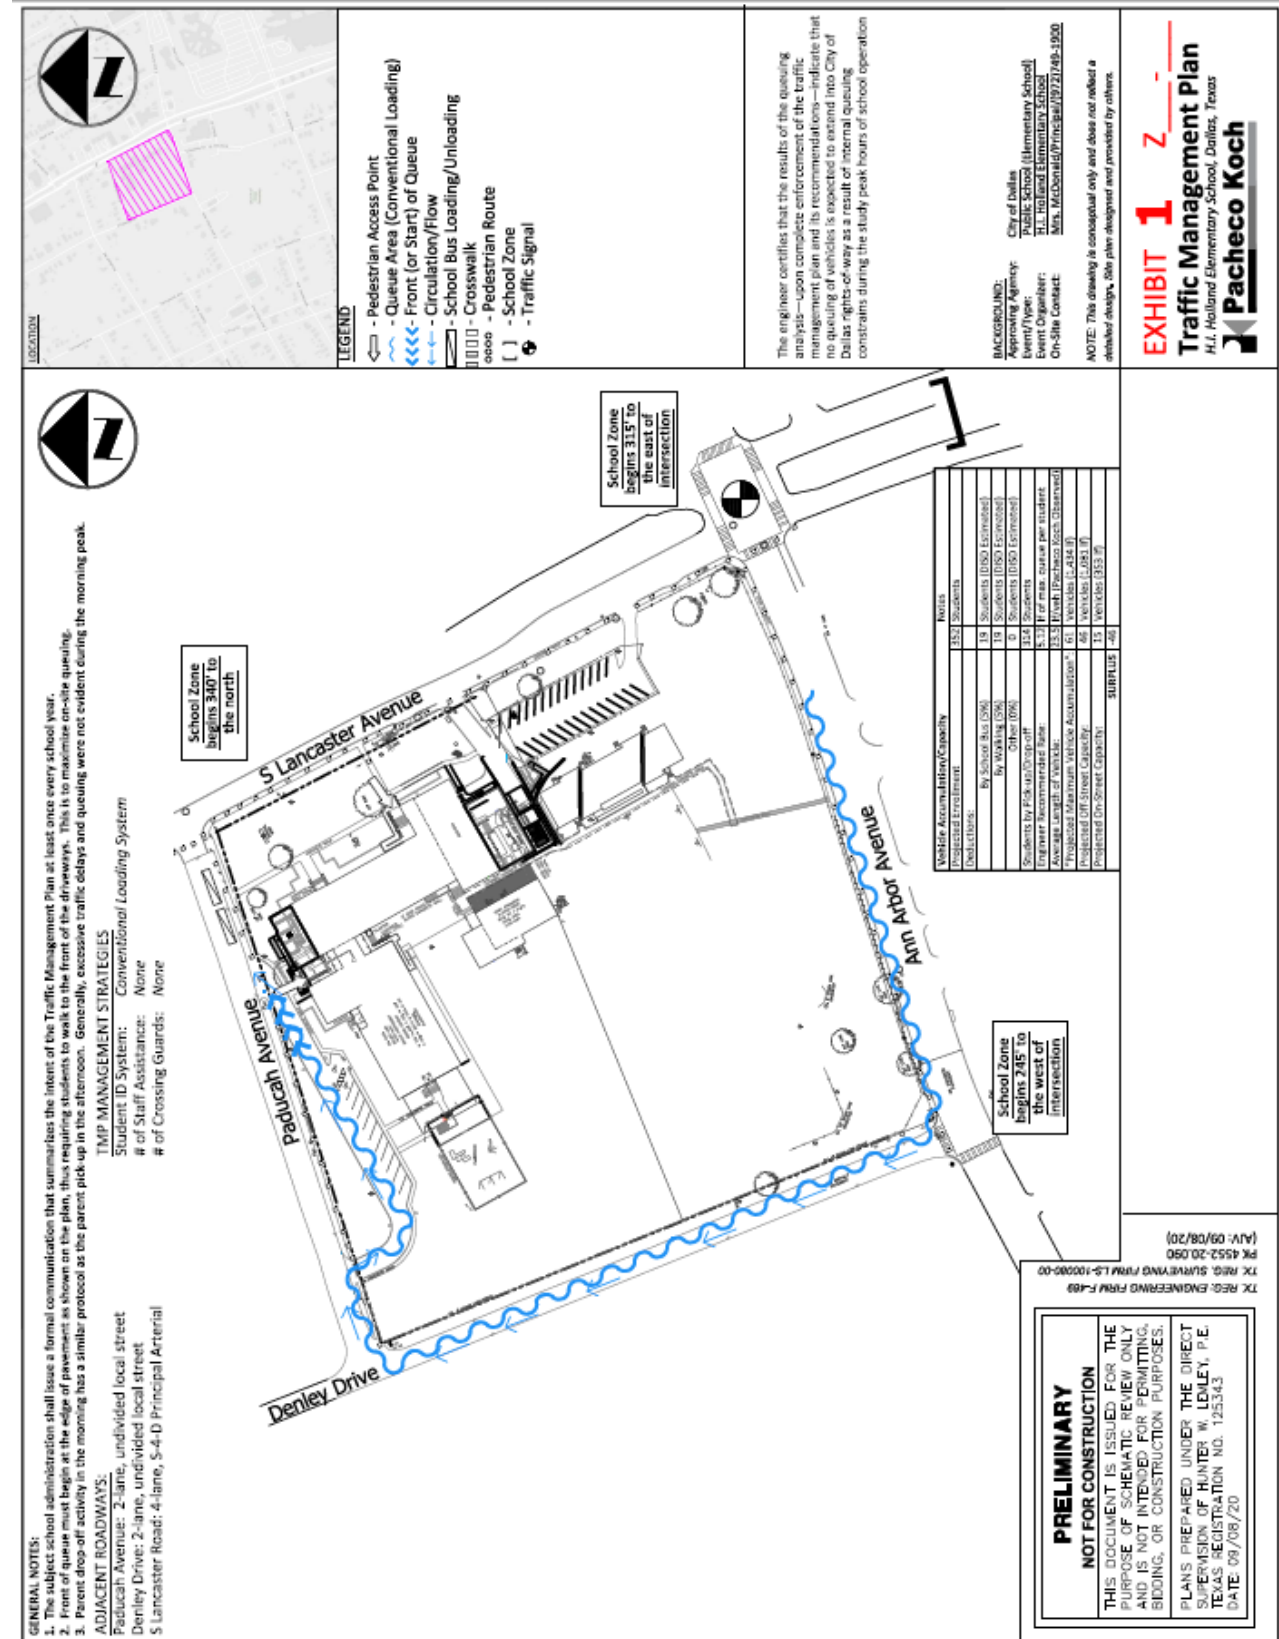 GENERAL NOTES:
1. The subject school administration shall issue a formal communication that summarizes the intent of the Traffic Management Plan at least once every school year.
2. Front of queue must begin at the edge of pavement as shown on the plan, thus requiring students to walk to the front of the driveways. This is to maximize on-site queuing.
3. Parent drop-off activity in the morning has a similar protocol as the parent pick-up in the afternoon. Generally, excessive traffic delays and queuing were not evident during the morning peak.
ADJACENT ROADWAYS:
Paducah Avenue: 2-lane, undivided local street
Denley Drive: 2-lane, undivided local street
S Lancaster Road: 4-lane, S-4-D Principal Arterial
TMP MANAGEMENT STRATEGIES
Student ID System: Conventional Loading System
# of Staff Assistance: None
# of Crossing Guards: None
N
School Zone
begins 340' to
the north
S Lancaster Avenue
Paducah Avenue
Denley Drive
Ann Arbor Avenue
School Zone
begins 315' to
the east of
intersection
School Zone
begins 245' to
the west of
intersection
Vehicle Accumulation/Capacity Notes
Projected Enrollment 352 Students
Deductions:
By School Bus (5%) 19 Students (DISD Estimated)
By Walking (5%) 19 Students (DISD Estimated)
Other (0%) 0 Students (DISD Estimated)
Students by Pick-up/Drop-off 314 Students
Engineer Recommended Rate: lf of max. queue per student
Average Length of Vehicle: 23.5 lf/veh (Pacheco Koch Observed)
"Projected Maximum Vehicle Accumulation": 61 Vehicles (1,434 lf)
Projected Off-Street Capacity: 46 Vehicles (1,081 lf)
Projected On-Street Capacity: 15 Vehicles (353 lf)
SURPLUS
LOCATION
N
LEGEND
- Pedestrian Access Point
- Queue Area (Conventional Loading)
- Front (or Start) of Queue
- Circulation/Flow
- School Bus Loading/Unloading
- Crosswalk
- Pedestrian Route
[ ] - School Zone
- Traffic Signal
The engineer certifies that the results of the queuing
analysis—upon complete enforcement of the traffic
management plan and its recommendations—indicate that
no queuing of vehicles is expected to extend into City of
Dallas rights-of-way as a result of internal queuing
constrains during the study peak hours of school operation
BACKGROUND:
Approving Agency: City of Dallas
Event/Type: Public School (Elementary School)
Event Organizer: H.I. Holland Elementary School
On-Site Contact: Mrs. McDonald/Principal/(972)749-1900
NOTE: This drawing is conceptual only and does not reflect a
detailed design. Site plan designed and provided by others.
EXHIBIT 1 Z___-___
Traffic Management Plan
H.I. Holland Elementary School, Dallas, Texas
Pacheco Koch
TX. REG. ENGINEERING FIRM F-469
TX. REG. SURVEYING FIRM LS-100080-00
PK 4552-20.090
(AJV: 09/08/20)
PRELIMINARY
NOT FOR CONSTRUCTION
THIS DOCUMENT IS ISSUED FOR THE
PURPOSE OF SCHEMATIC REVIEW ONLY
AND IS NOT INTENDED FOR PERMITTING,
BIDDING, OR CONSTRUCTION PURPOSES.
PLANS PREPARED UNDER THE DIRECT
SUPERVISION OF HUNTER W. LEMLEY, P.E.
TEXAS REGISTRATION NO. 125343
DATE: 09/08/20